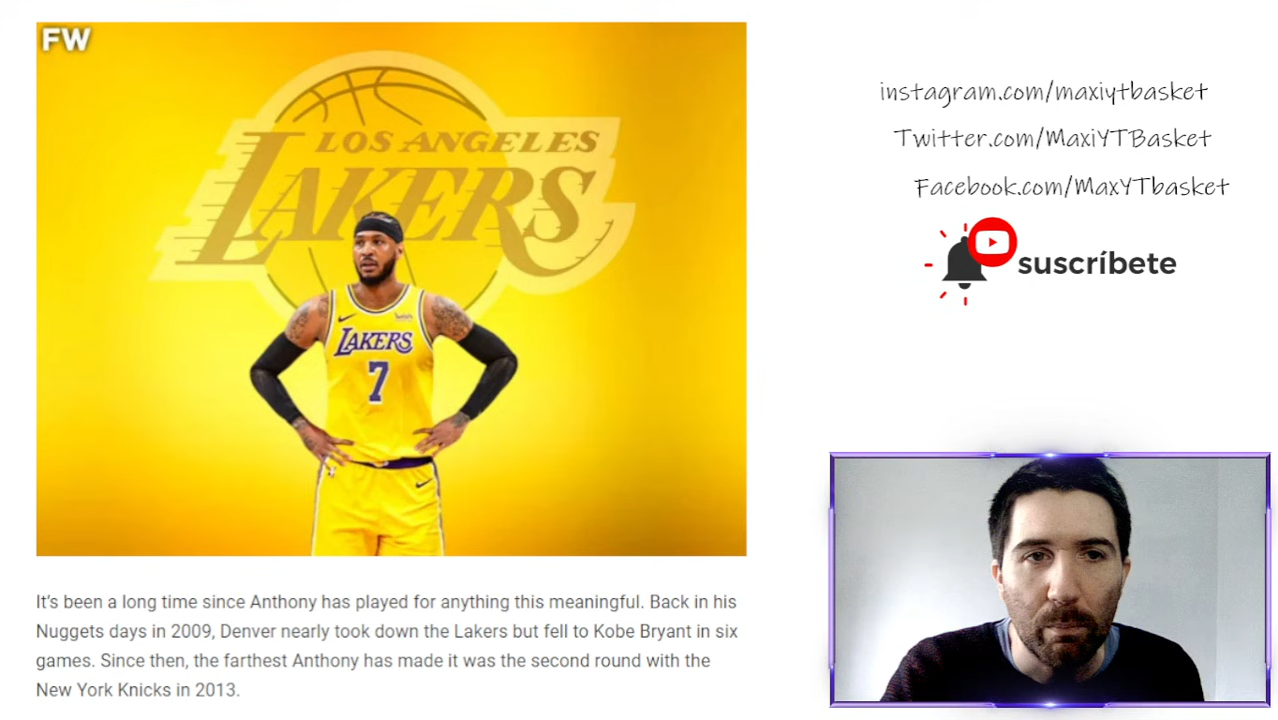 FW
LOS ANGELES
LAKERS
LAKERS
7
It's been a long time since Anthony has played for anything this meaningful. Back in his
Nuggets days in 2009, Denver nearly took down the Lakers but fell to Kobe Bryant in six
games. Since then, the farthest Anthony has made it was the second round with the
New York Knicks in 2013.
instagram.com/maxiytbasket
Twitter.com/MaxiYTBasket
Facebook.com/MaxYTbasket
suscríbete